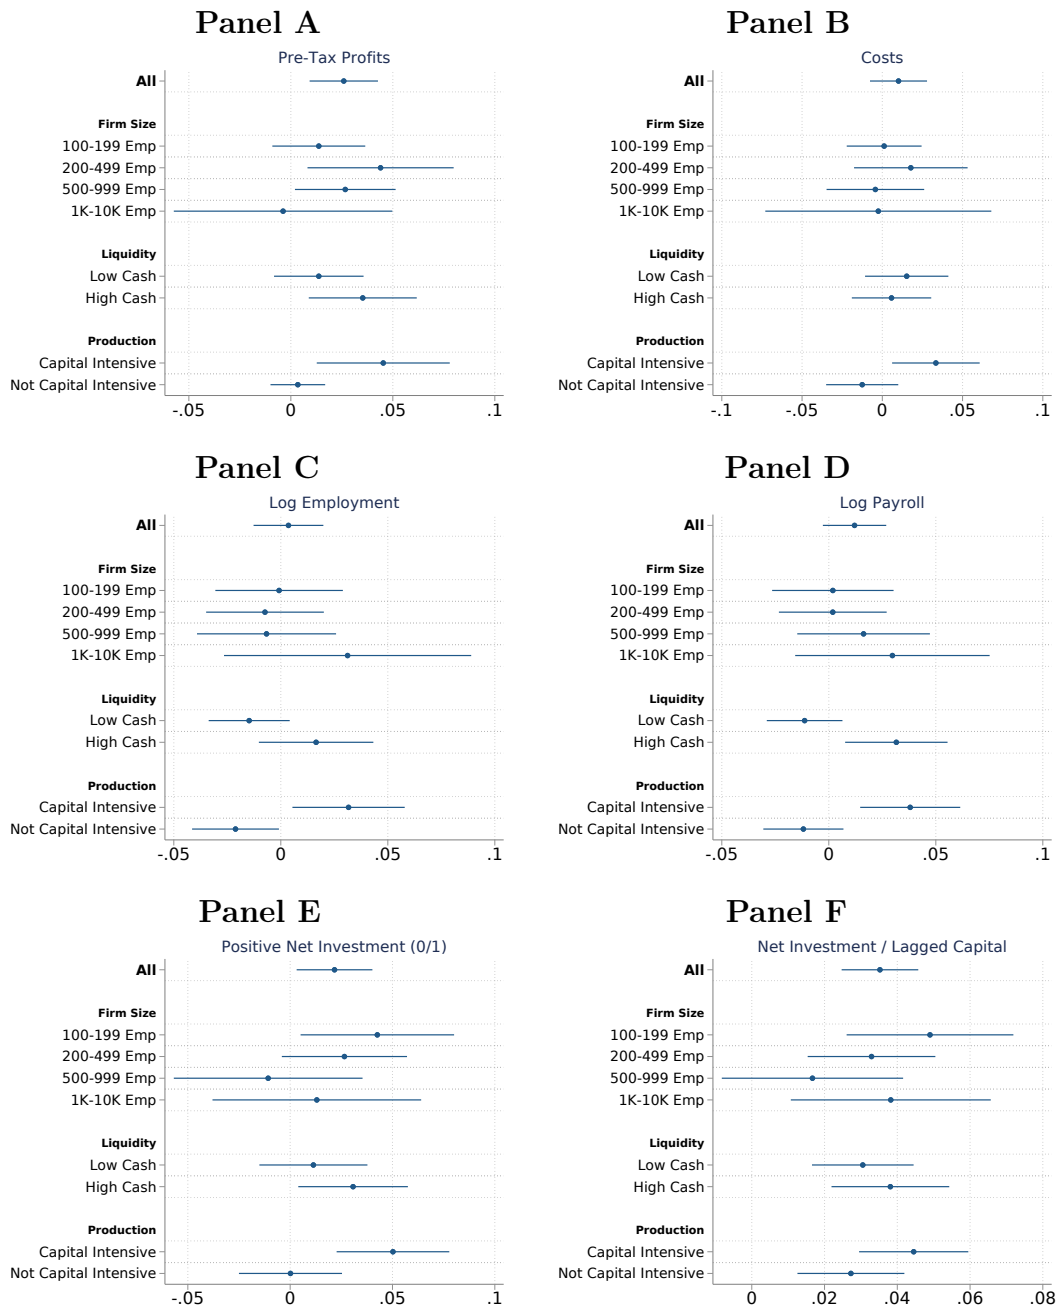 Panel A
Pre-Tax Profits
All
Firm Size
100-199 Emp
200-499 Emp
500-999 Emp
1K-10K Emp
Liquidity
Low Cash
High Cash
Production
Capital Intensive
Not Capital Intensive
-.05 0 .05 .1
Panel B
Costs
All
Firm Size
100-199 Emp
200-499 Emp
500-999 Emp
1K-10K Emp
Liquidity
Low Cash
High Cash
Production
Capital Intensive
Not Capital Intensive
-.1 -.05 0 .05 .1
Panel C
Log Employment
All
Firm Size
100-199 Emp
200-499 Emp
500-999 Emp
1K-10K Emp
Liquidity
Low Cash
High Cash
Production
Capital Intensive
Not Capital Intensive
-.05 0 .05 .1
Panel D
Log Payroll
All
Firm Size
100-199 Emp
200-499 Emp
500-999 Emp
1K-10K Emp
Liquidity
Low Cash
High Cash
Production
Capital Intensive
Not Capital Intensive
-.05 0 .05 .1
Panel E
Positive Net Investment (0/1)
All
Firm Size
100-199 Emp
200-499 Emp
500-999 Emp
1K-10K Emp
Liquidity
Low Cash
High Cash
Production
Capital Intensive
Not Capital Intensive
-.05 0 .05 .1
Panel F
Net Investment / Lagged Capital
All
Firm Size
100-199 Emp
200-499 Emp
500-999 Emp
1K-10K Emp
Liquidity
Low Cash
High Cash
Production
Capital Intensive
Not Capital Intensive
0 .02 .04 .06 .08